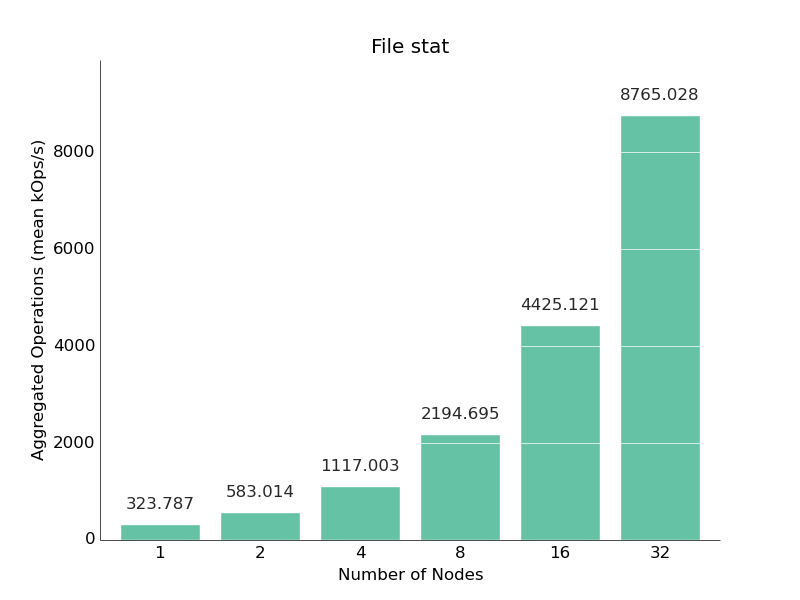 File stat
Aggregated Operations (mean kOps/s)
8000
6000
4000
2000
0
323.787
583.014
1117.003
2194.695
4425.121
8765.028
1 2 4 8 16 32
Number of Nodes